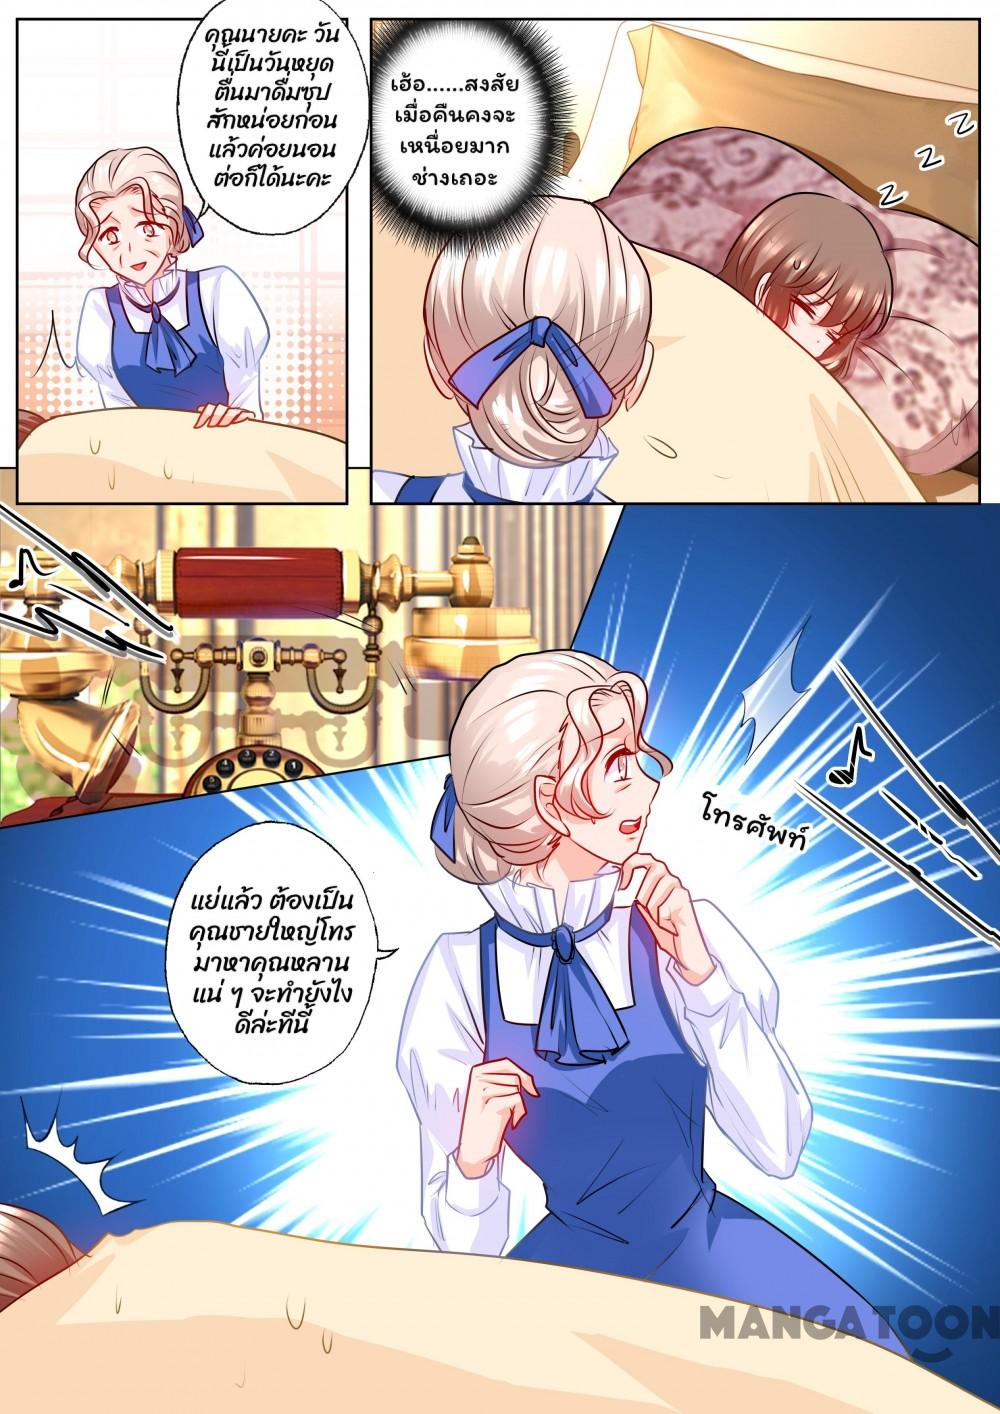 คุณนายคะ วัน
นี้เป็นวันหยุด
ตื่นมาดื่มซุป
สักหน่อยก่อน
แล้วค่อยนอน
ต่อก็ได้นะคะ
เฮ้อ......สงสัย
เมื่อคืนคงจะ
เหนื่อยมาก
ช่างเถอะ
z
z
z
โทรศัพท์
แย่แล้ว ต้องเป็น
คุณชายใหญ่โทร
มาหาคุณหลาน
แน่ ๆ จะทำยังไง
ดีล่ะทีนี้
MANGATOON